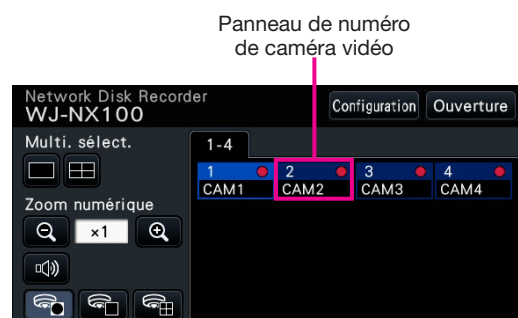 Panneau de numéro
de caméra vidéo
Network Disk Recorder
WJ-NX100
Configuration
Ouverture
Multi. sélect.
1-4
1 2 3 4
CAM1 CAM2 CAM3 CAM4
Zoom numérique
×1